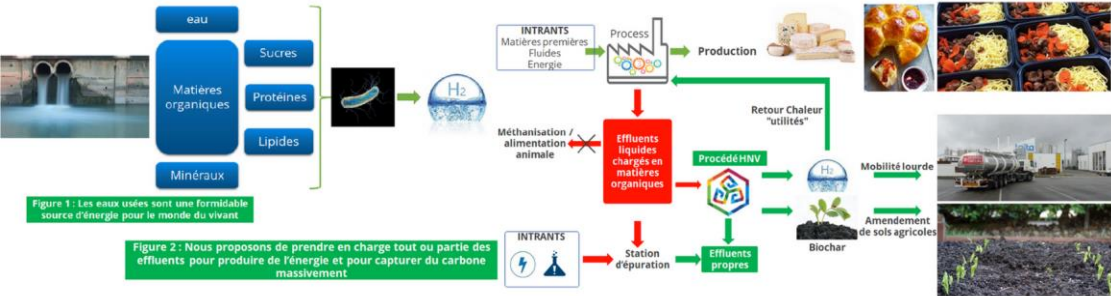 eau
Matières
organiques
Sucres
Protéines
Lipides
Minéraux
H₂
Figure 1 : Les eaux usées sont une formidable
source d'énergie pour le monde du vivant
INTRANTS
Matières premières
Fluides
Energie
Process
Production
Retour Chaleur
"utilités"
Méthanisation /
alimentation
animale
Effluents
liquides
chargés en
matières
organiques
Procédé HNV
H₂
Mobilité lourde
Biochar
Amendement
de sols agricoles
INTRANTS
Station
d'épuration
Effluents
propres
Figure 2 : Nous proposons de prendre en charge tout ou partie des
effluents pour produire de l'énergie et pour capturer du carbone
massivement